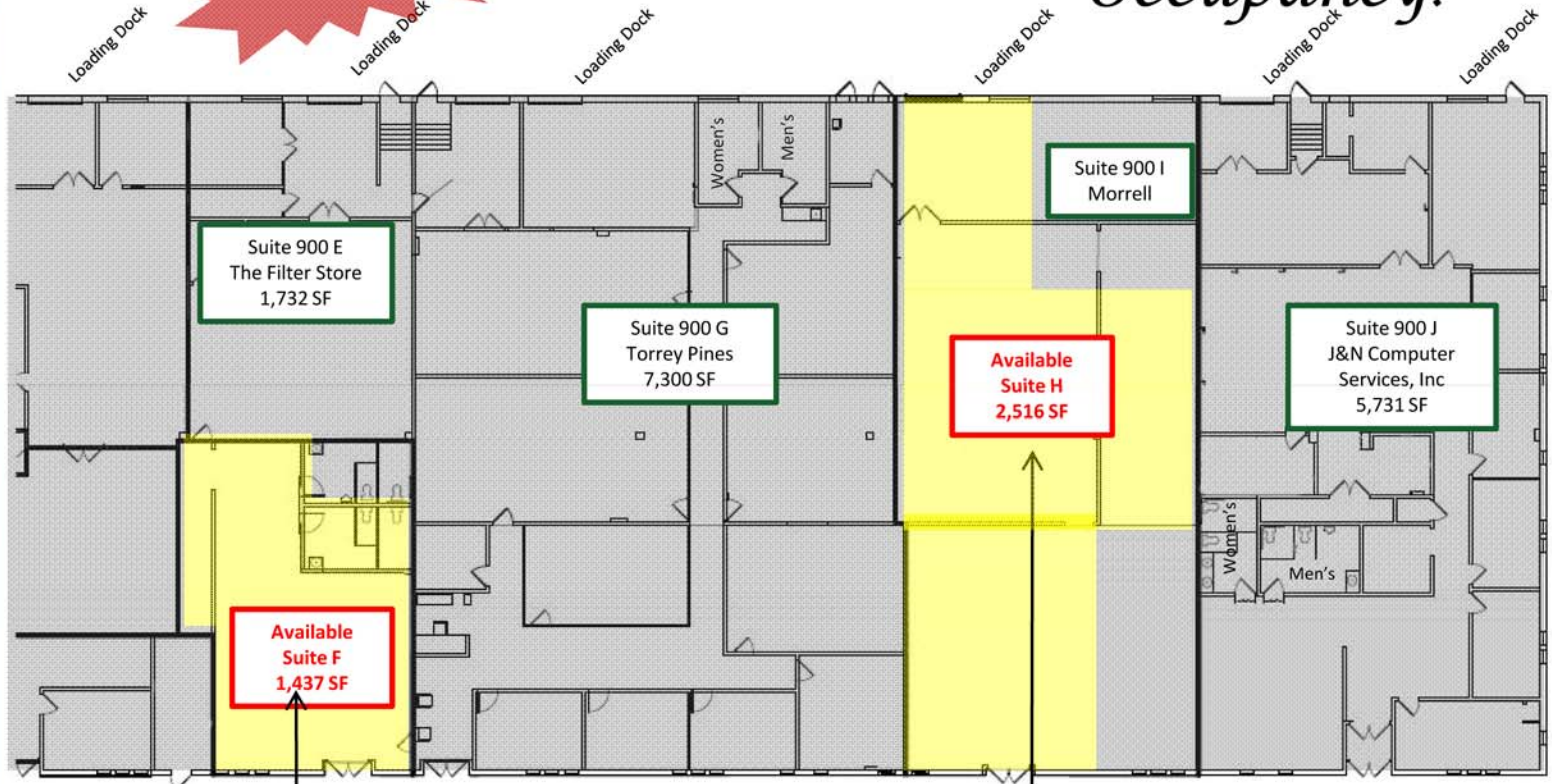 Occupancy!
Loading Dock
Loading Dock
Loading Dock
Loading Dock
Loading Dock
Loading Dock
Women's
Men's
Suite 900 I
Morrell
Suite 900 E
The Filter Store
1,732 SF
Suite 900 G
Torrey Pines
7,300 SF
Available
Suite H
2,516 SF
Suite 900 J
J&N Computer
Services, Inc
5,731 SF
Women's
Men's
Available
Suite F
1,437 SF